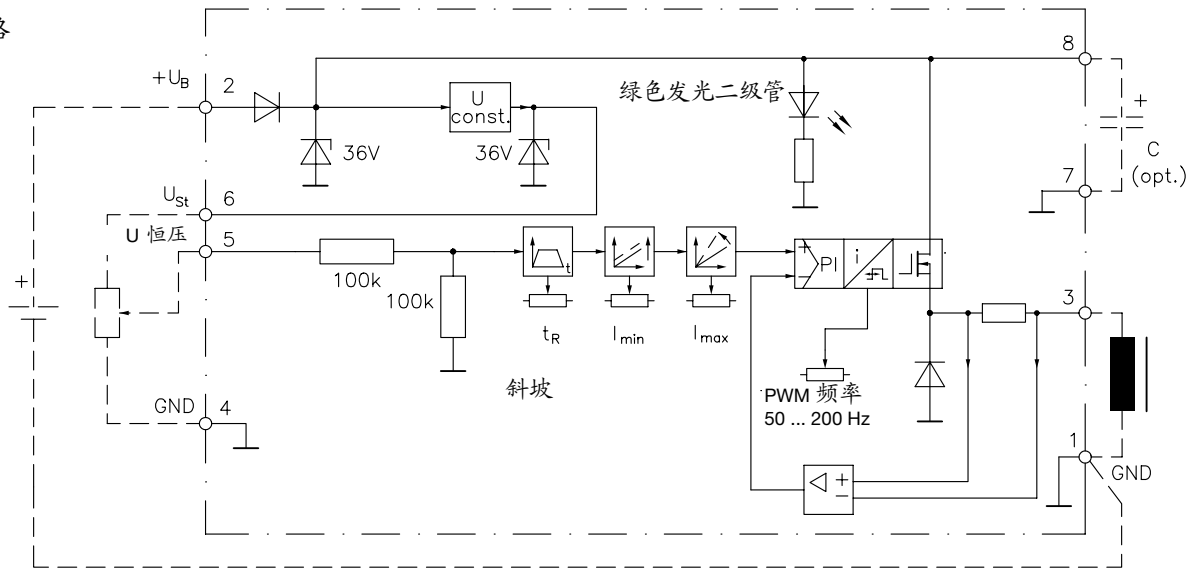 8
+U_B 2
绿色发光二级管
U
const.
+
36V
36V
C
(opt.)
7
U_St 6
U 恒压 5
t
+
PI
i
−
100k
100k
+
3
t_R
I_min
I_max
斜坡
PWM 频率
50 ... 200 Hz
GND 4
1
GND
+
−